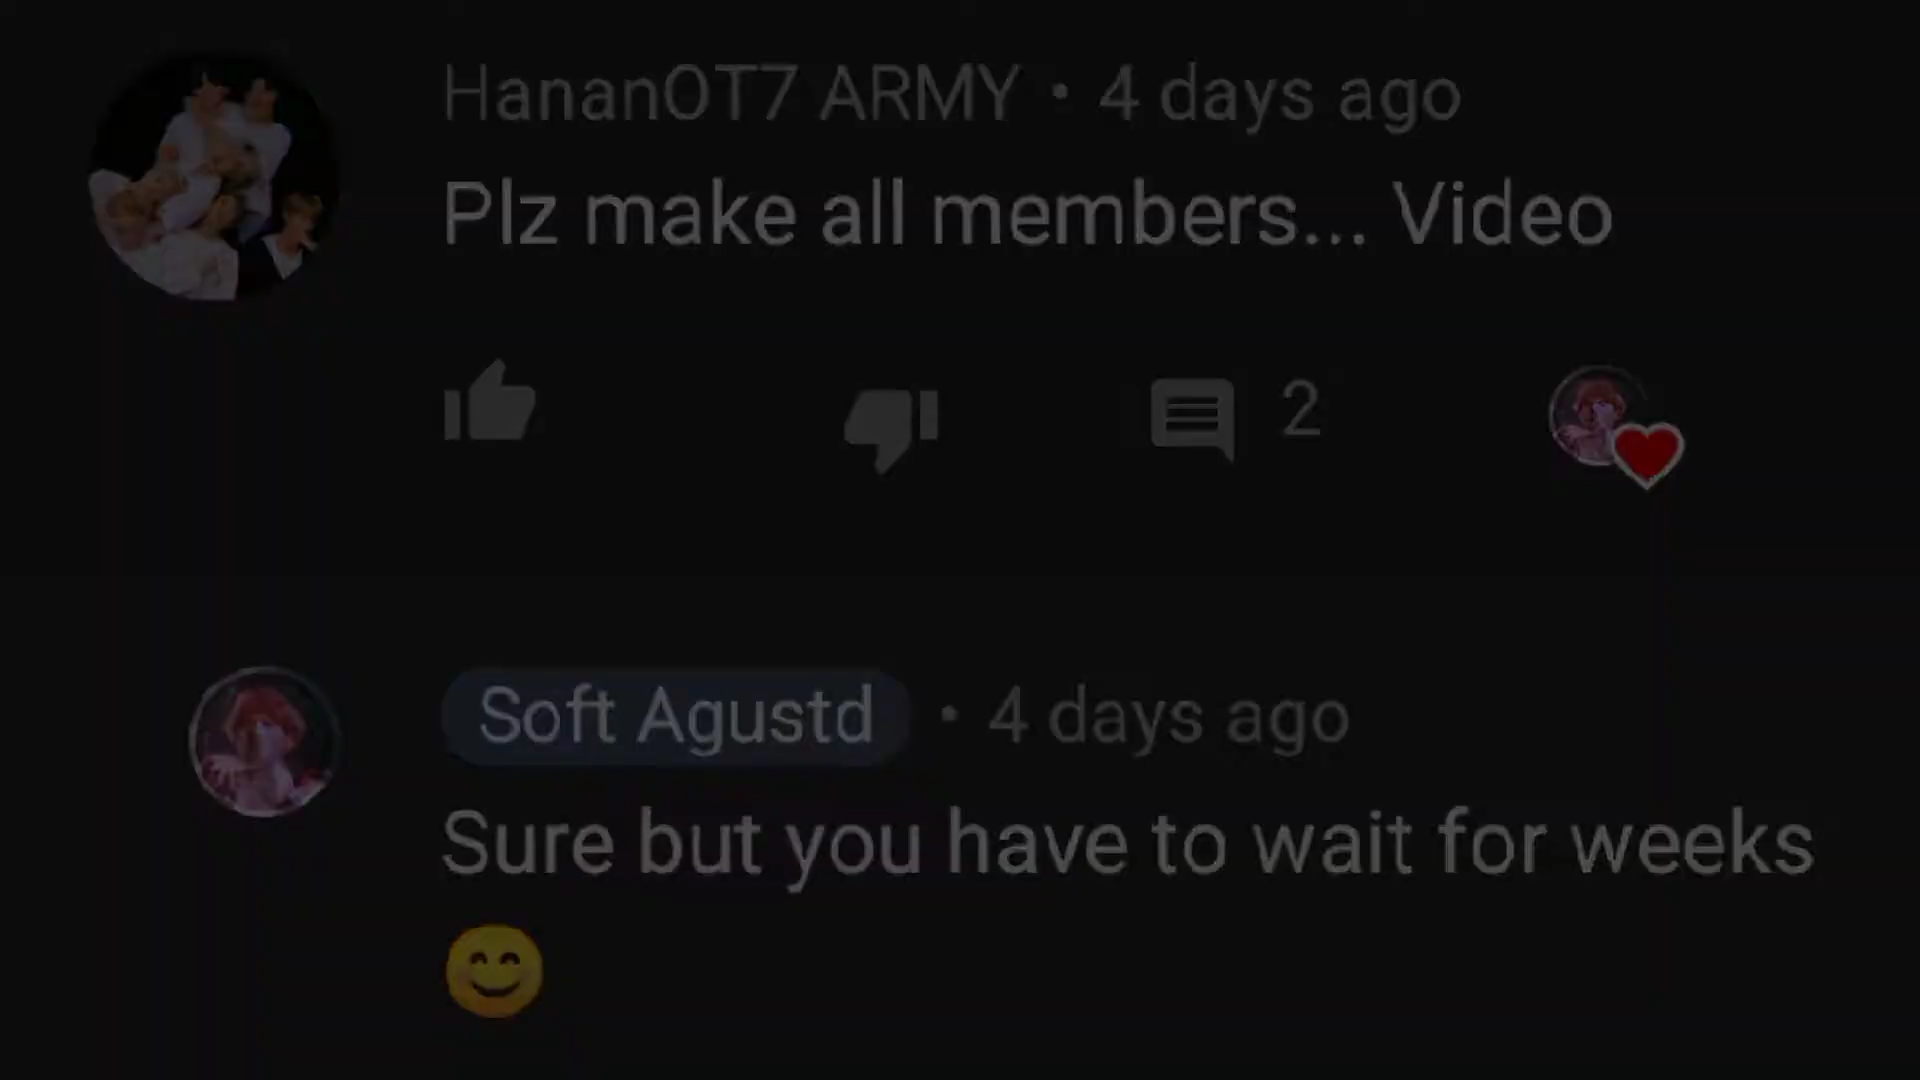 HananOT7 ARMY • 4 days ago
Plz make all members... Video
2
Soft Agustd • 4 days ago
Sure but you have to wait for weeks
😊